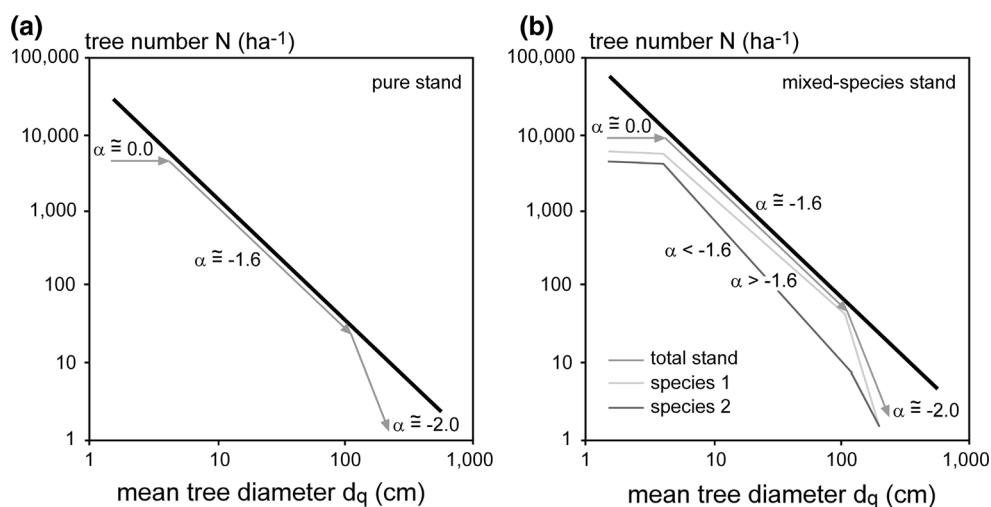 (a)
tree number N (ha-1)
100,000
10,000
1,000
100
10
1
pure stand
α ≅ 0.0
α ≅ -1.6
α ≅ -2.0
1 10 100 1,000
mean tree diameter dq (cm)
(b)
tree number N (ha-1)
100,000
10,000
1,000
100
10
1
mixed-species stand
α ≅ 0.0
α ≅ -1.6
α < -1.6
α > -1.6
total stand
species 1
species 2
α ≅ -2.0
1 10 100 1,000
mean tree diameter dq (cm)